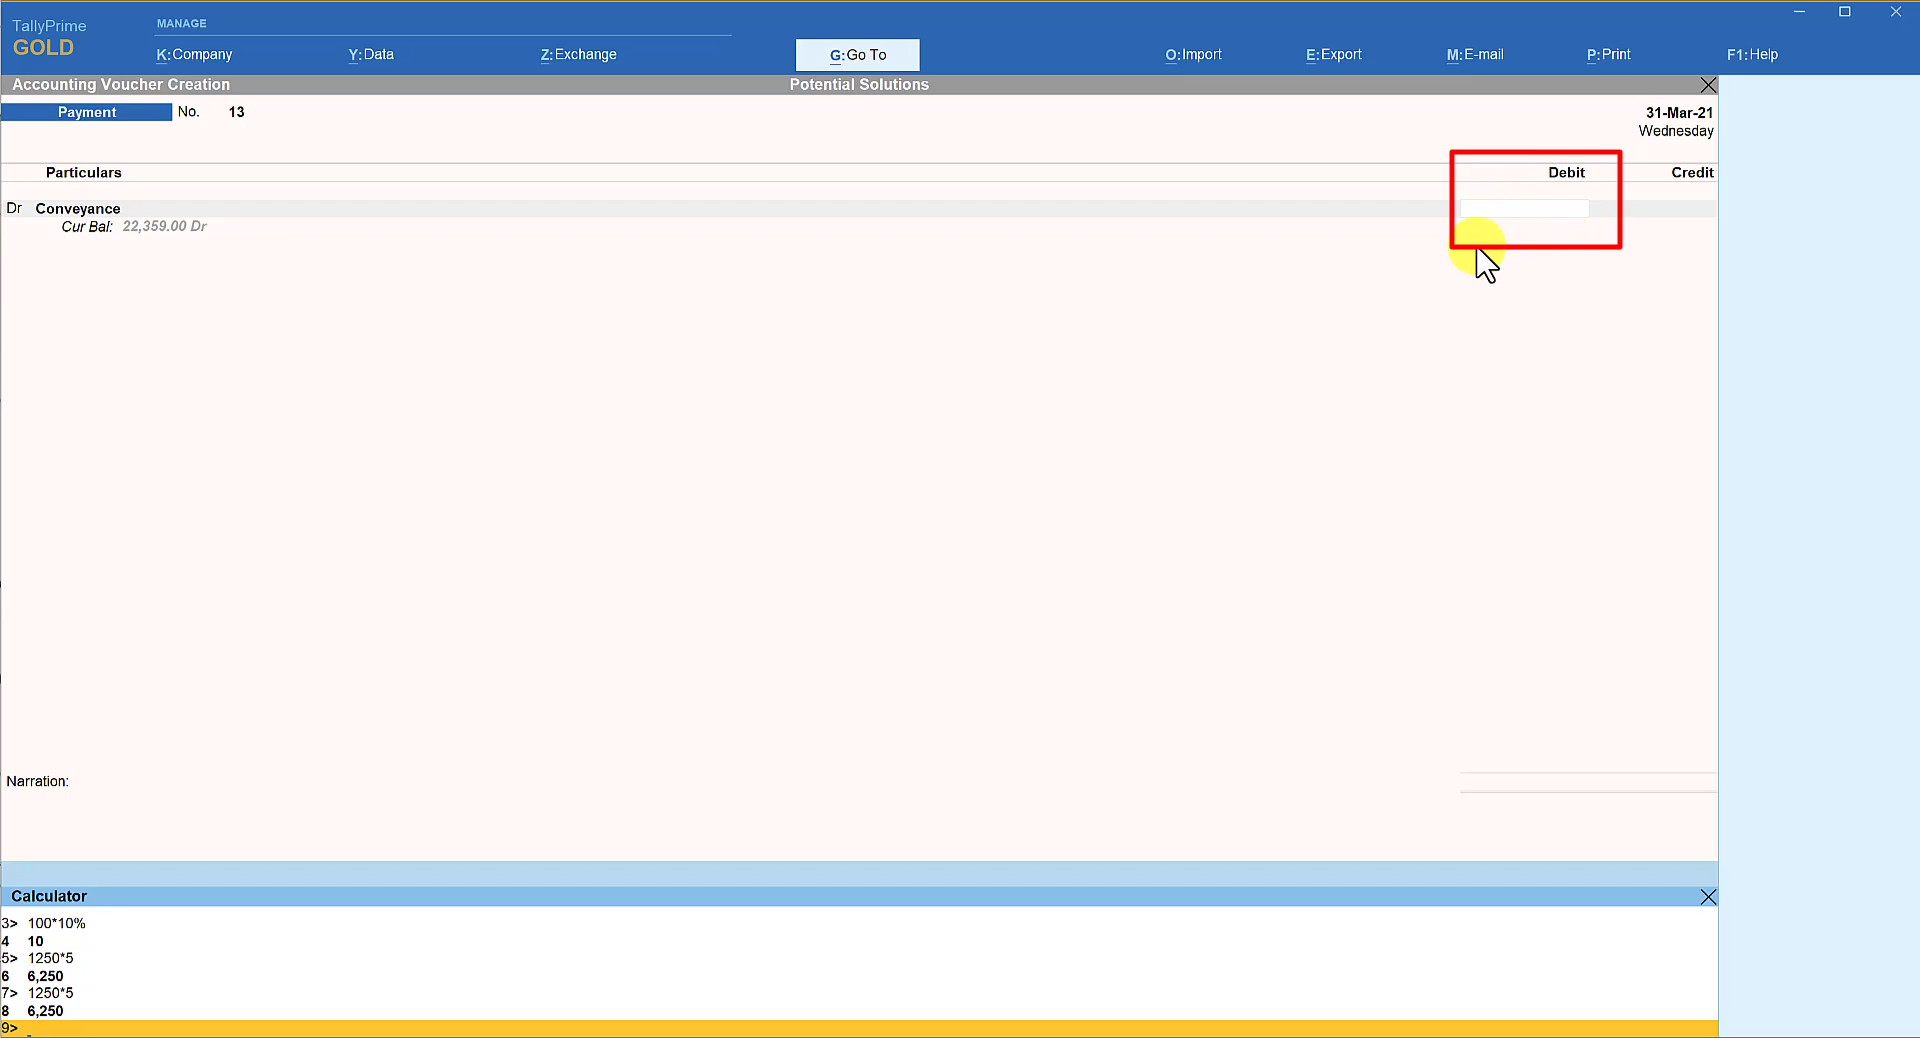 TallyPrime
GOLD
MANAGE
K:Company Y:Data Z:Exchange G:Go To O:Import E:Export M:E-mail P:Print F1:Help
Accounting Voucher Creation Potential Solutions
Payment No. 13 31-Mar-21
Wednesday
Particulars Debit Credit
Dr Conveyance
Cur Bal: 22,359.00 Dr
Narration:
Calculator
3> 100*10%
4 10
5> 1250*5
6 6,250
7> 1250*5
8 6,250
9> _